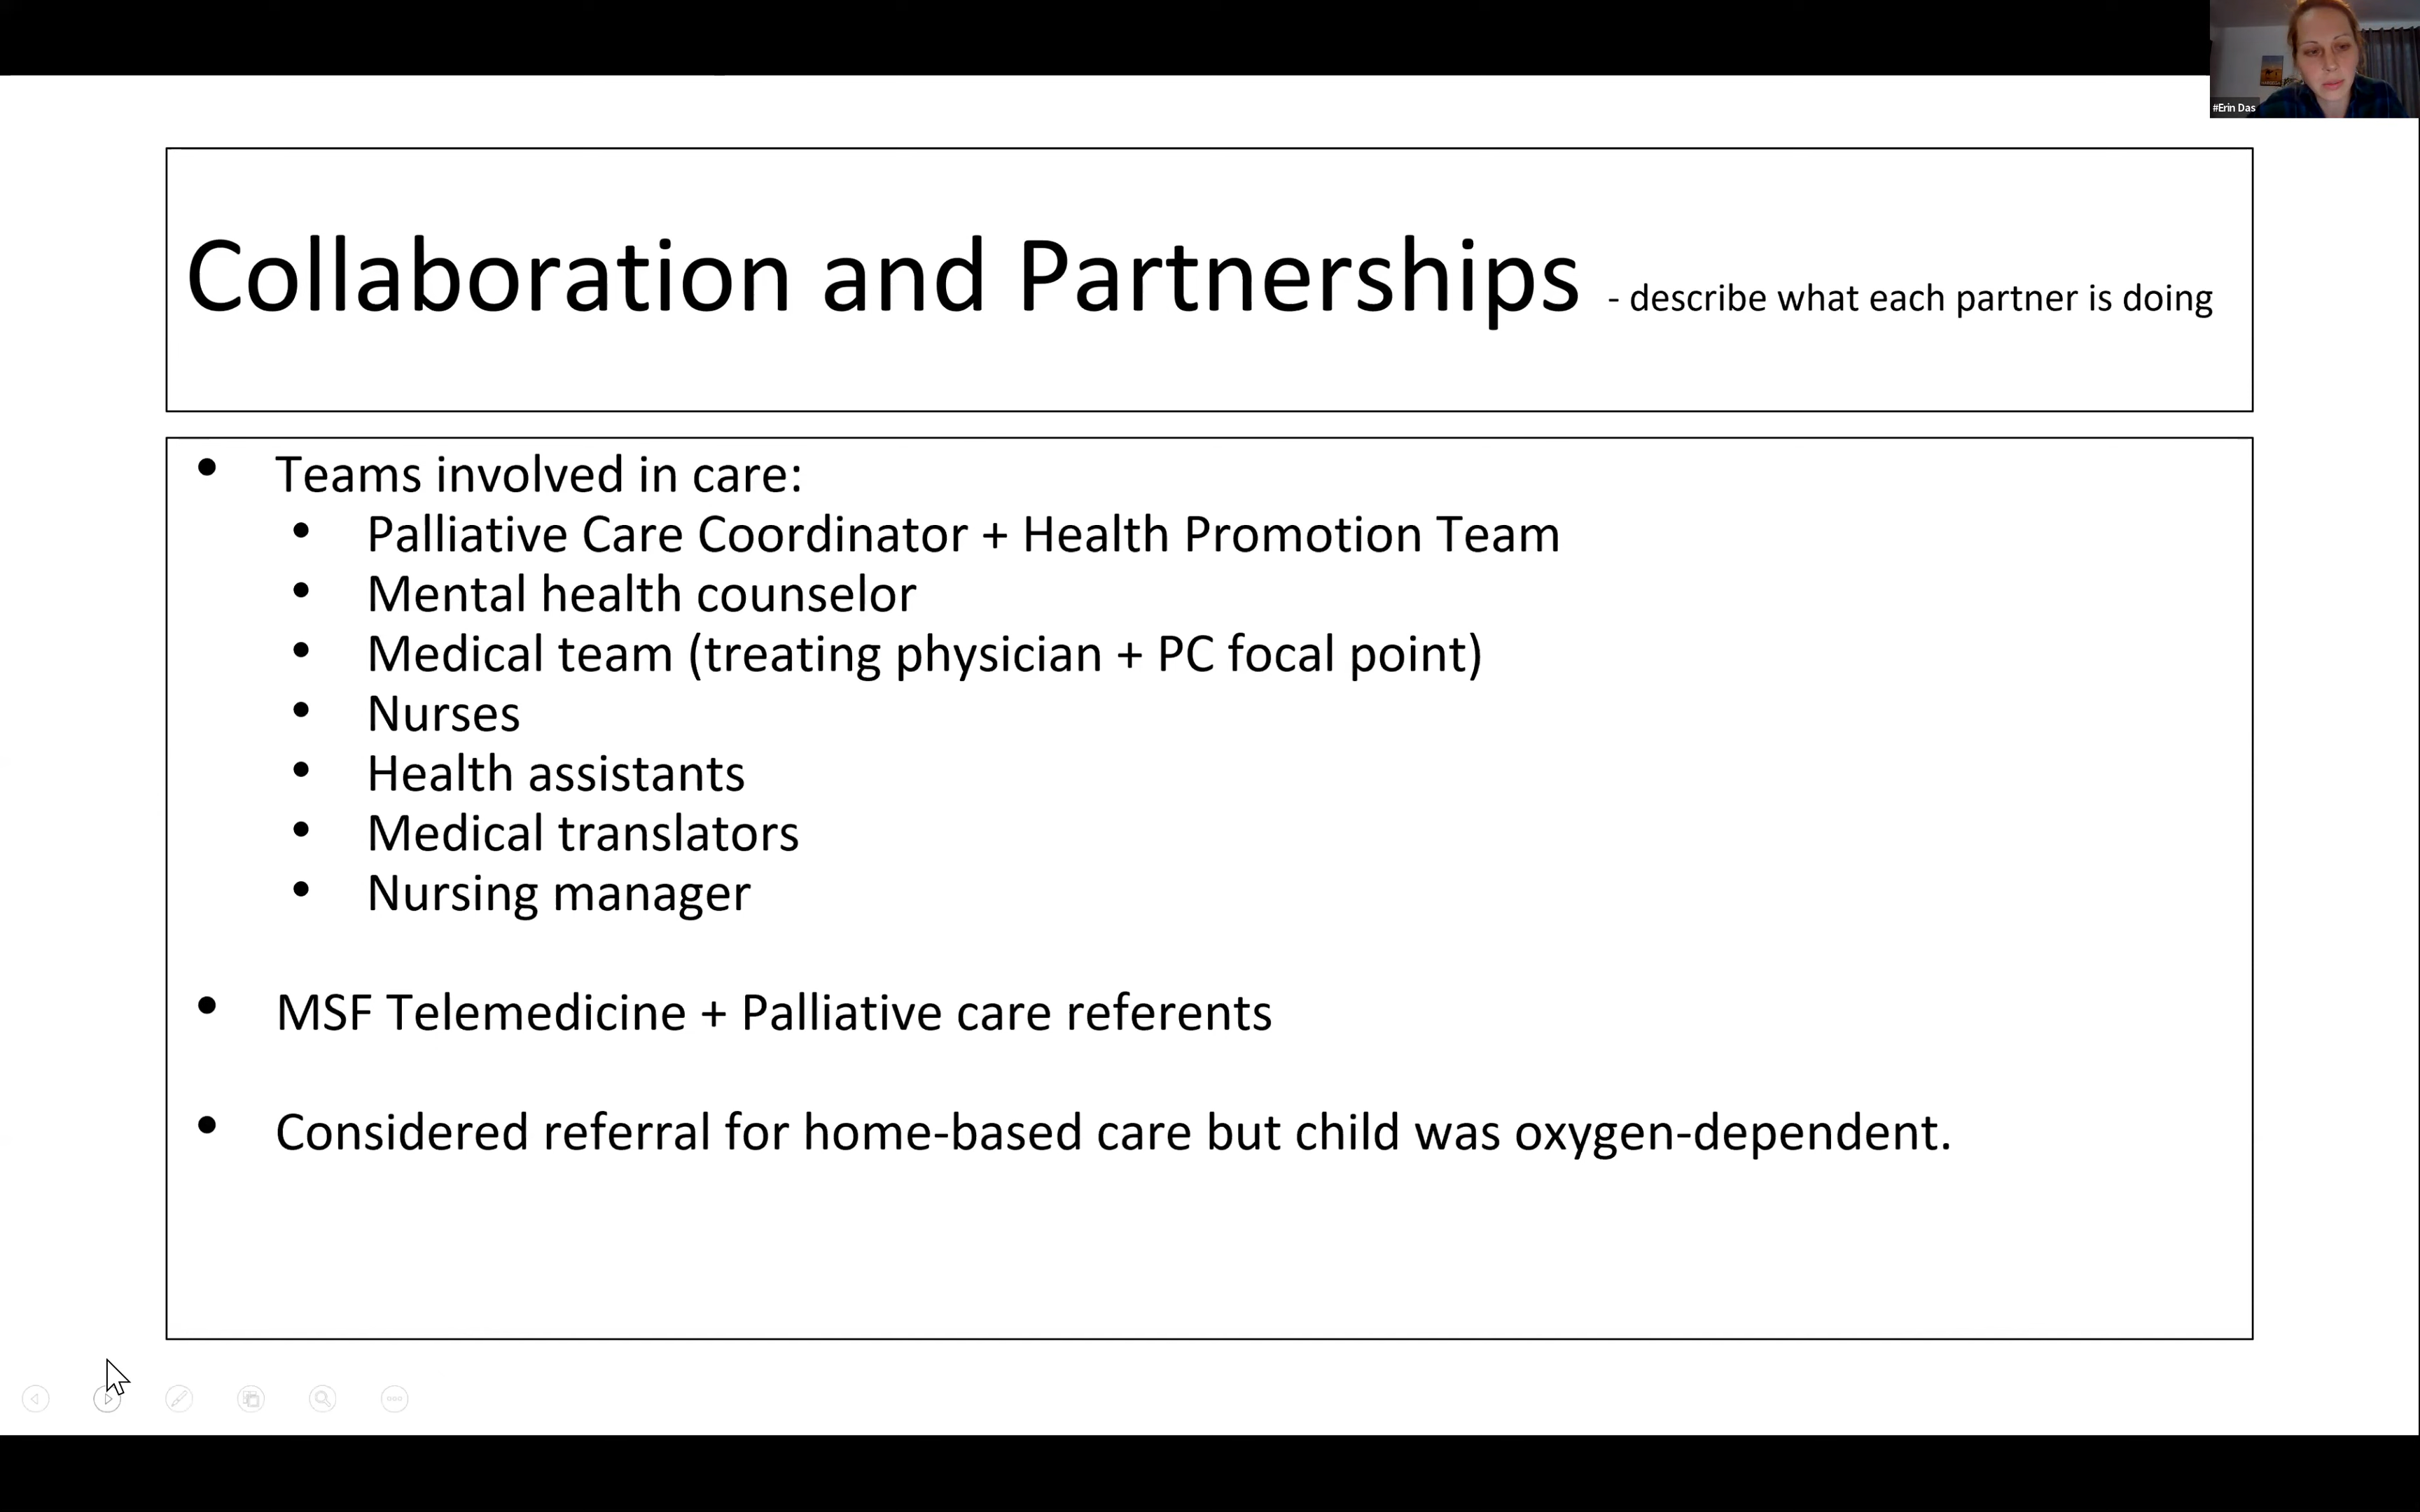 #Erin Das
Collaboration and Partnerships - describe what each partner is doing
• Teams involved in care:
• Palliative Care Coordinator + Health Promotion Team
• Mental health counselor
• Medical team (treating physician + PC focal point)
• Nurses
• Health assistants
• Medical translators
• Nursing manager
• MSF Telemedicine + Palliative care referents
• Considered referral for home-based care but child was oxygen-dependent.